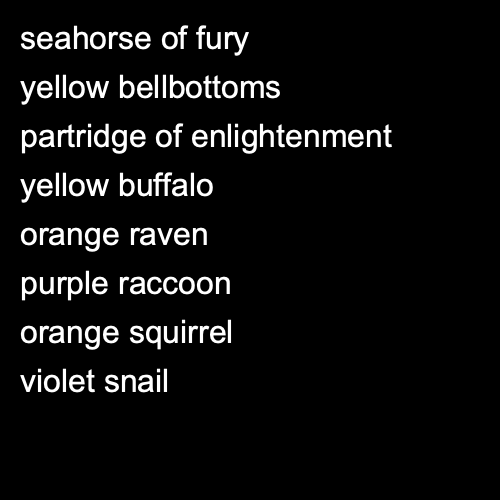 seahorse of fury
yellow bellbottoms
partridge of enlightenment
yellow buffalo
orange raven
purple raccoon
orange squirrel
violet snail